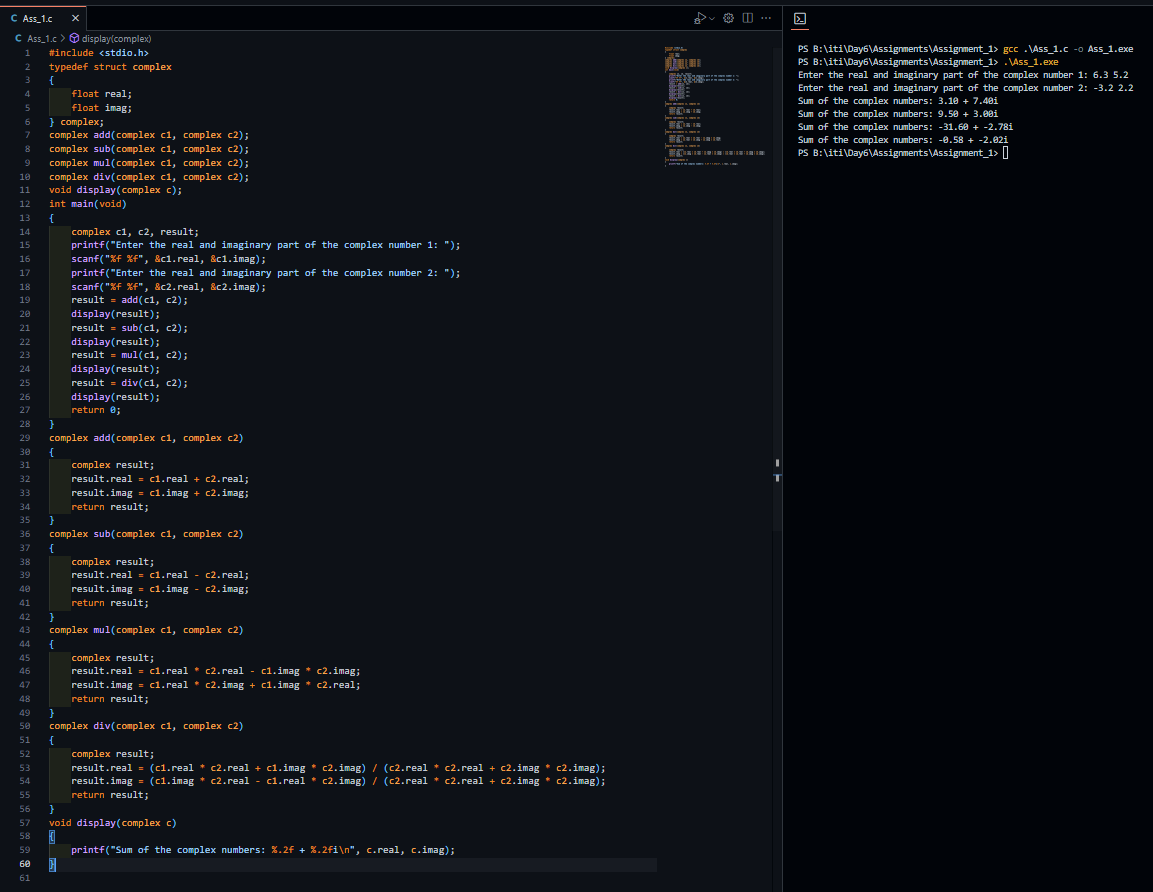 C Ass_1.c ×
C Ass_1.c > display(complex)
1 #include <stdio.h>
2 typedef struct complex
3 {
4     float real;
5     float imag;
6 } complex;
7 complex add(complex c1, complex c2);
8 complex sub(complex c1, complex c2);
9 complex mul(complex c1, complex c2);
10 complex div(complex c1, complex c2);
11 void display(complex c);
12 int main(void)
13 {
14     complex c1, c2, result;
15     printf("Enter the real and imaginary part of the complex number 1: ");
16     scanf("%f %f", &c1.real, &c1.imag);
17     printf("Enter the real and imaginary part of the complex number 2: ");
18     scanf("%f %f", &c2.real, &c2.imag);
19     result = add(c1, c2);
20     display(result);
21     result = sub(c1, c2);
22     display(result);
23     result = mul(c1, c2);
24     display(result);
25     result = div(c1, c2);
26     display(result);
27     return 0;
28 }
29 complex add(complex c1, complex c2)
30 {
31     complex result;
32     result.real = c1.real + c2.real;
33     result.imag = c1.imag + c2.imag;
34     return result;
35 }
36 complex sub(complex c1, complex c2)
37 {
38     complex result;
39     result.real = c1.real - c2.real;
40     result.imag = c1.imag - c2.imag;
41     return result;
42 }
43 complex mul(complex c1, complex c2)
44 {
45     complex result;
46     result.real = c1.real * c2.real - c1.imag * c2.imag;
47     result.imag = c1.real * c2.imag + c1.imag * c2.real;
48     return result;
49 }
50 complex div(complex c1, complex c2)
51 {
52     complex result;
53     result.real = (c1.real * c2.real + c1.imag * c2.imag) / (c2.real * c2.real + c2.imag * c2.imag);
54     result.imag = (c1.imag * c2.real - c1.real * c2.imag) / (c2.real * c2.real + c2.imag * c2.imag);
55     return result;
56 }
57 void display(complex c)
58 {
59     printf("Sum of the complex numbers: %.2f + %.2fi\n", c.real, c.imag);
60 }
61
PS B:\iti\Day6\Assignments\Assignment_1> gcc .\Ass_1.c -o Ass_1.exe
PS B:\iti\Day6\Assignments\Assignment_1> .\Ass_1.exe
Enter the real and imaginary part of the complex number 1: 6.3 5.2
Enter the real and imaginary part of the complex number 2: -3.2 2.2
Sum of the complex numbers: 3.10 + 7.40i
Sum of the complex numbers: 9.50 + 3.00i
Sum of the complex numbers: -31.60 + -2.78i
Sum of the complex numbers: -0.58 + -2.02i
PS B:\iti\Day6\Assignments\Assignment_1>